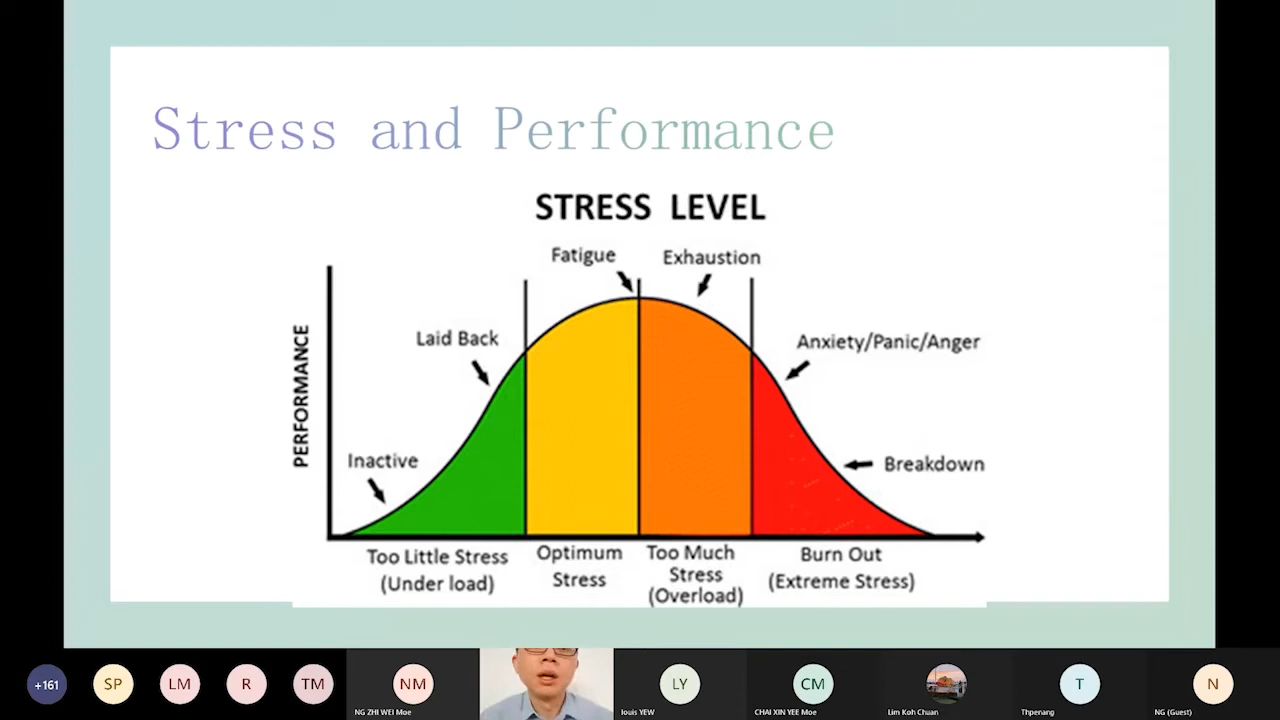 Stress and Performance
STRESS LEVEL
Fatigue
Exhaustion
Laid Back
Anxiety/Panic/Anger
PERFORMANCE
Inactive
Breakdown
Too Little Stress
(Under load)
Optimum
Stress
Too Much
Stress
(Overload)
Burn Out
(Extreme Stress)
+161
SP
LM
R
TM
NM
LY
CM
T
N
NG ZHI WEI Moe
louis YEW
CHAI XIN YEE Moe
Lim Koh Chuan
Thpenang
NG (Guest)